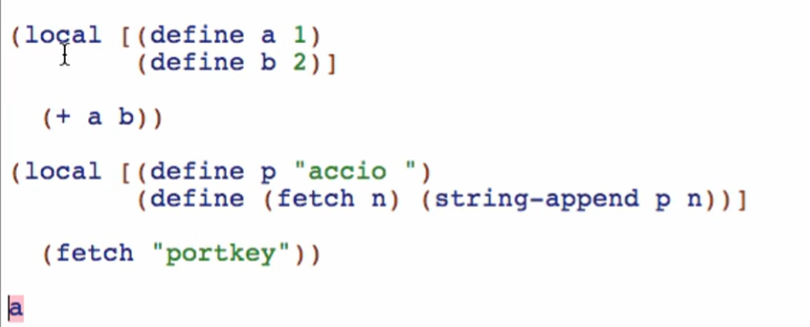 (local [(define a 1)
(define b 2)]
(+ a b))
(local [(define p "accio ")
(define (fetch n) (string-append p n))]
(fetch "portkey"))
a